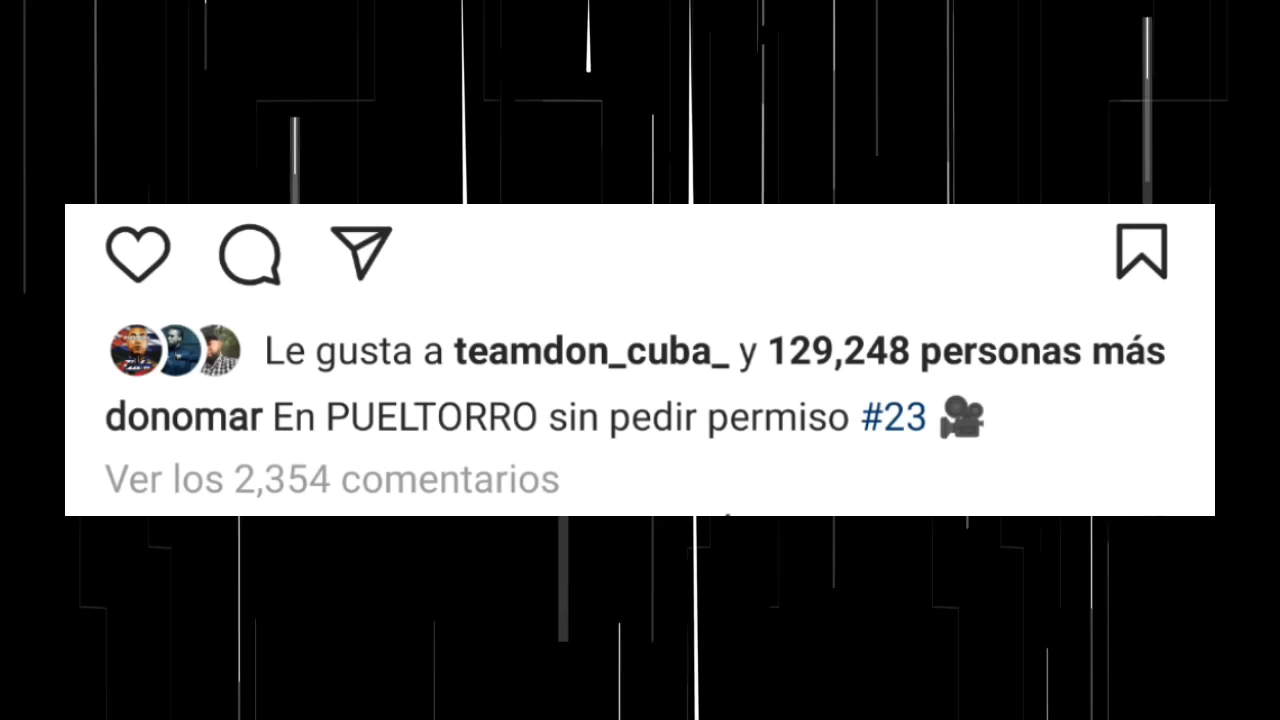 Le gusta a teamdon_cuba_ y 129,248 personas más
donomar En PUELTORRO sin pedir permiso #23 🎥
Ver los 2,354 comentarios